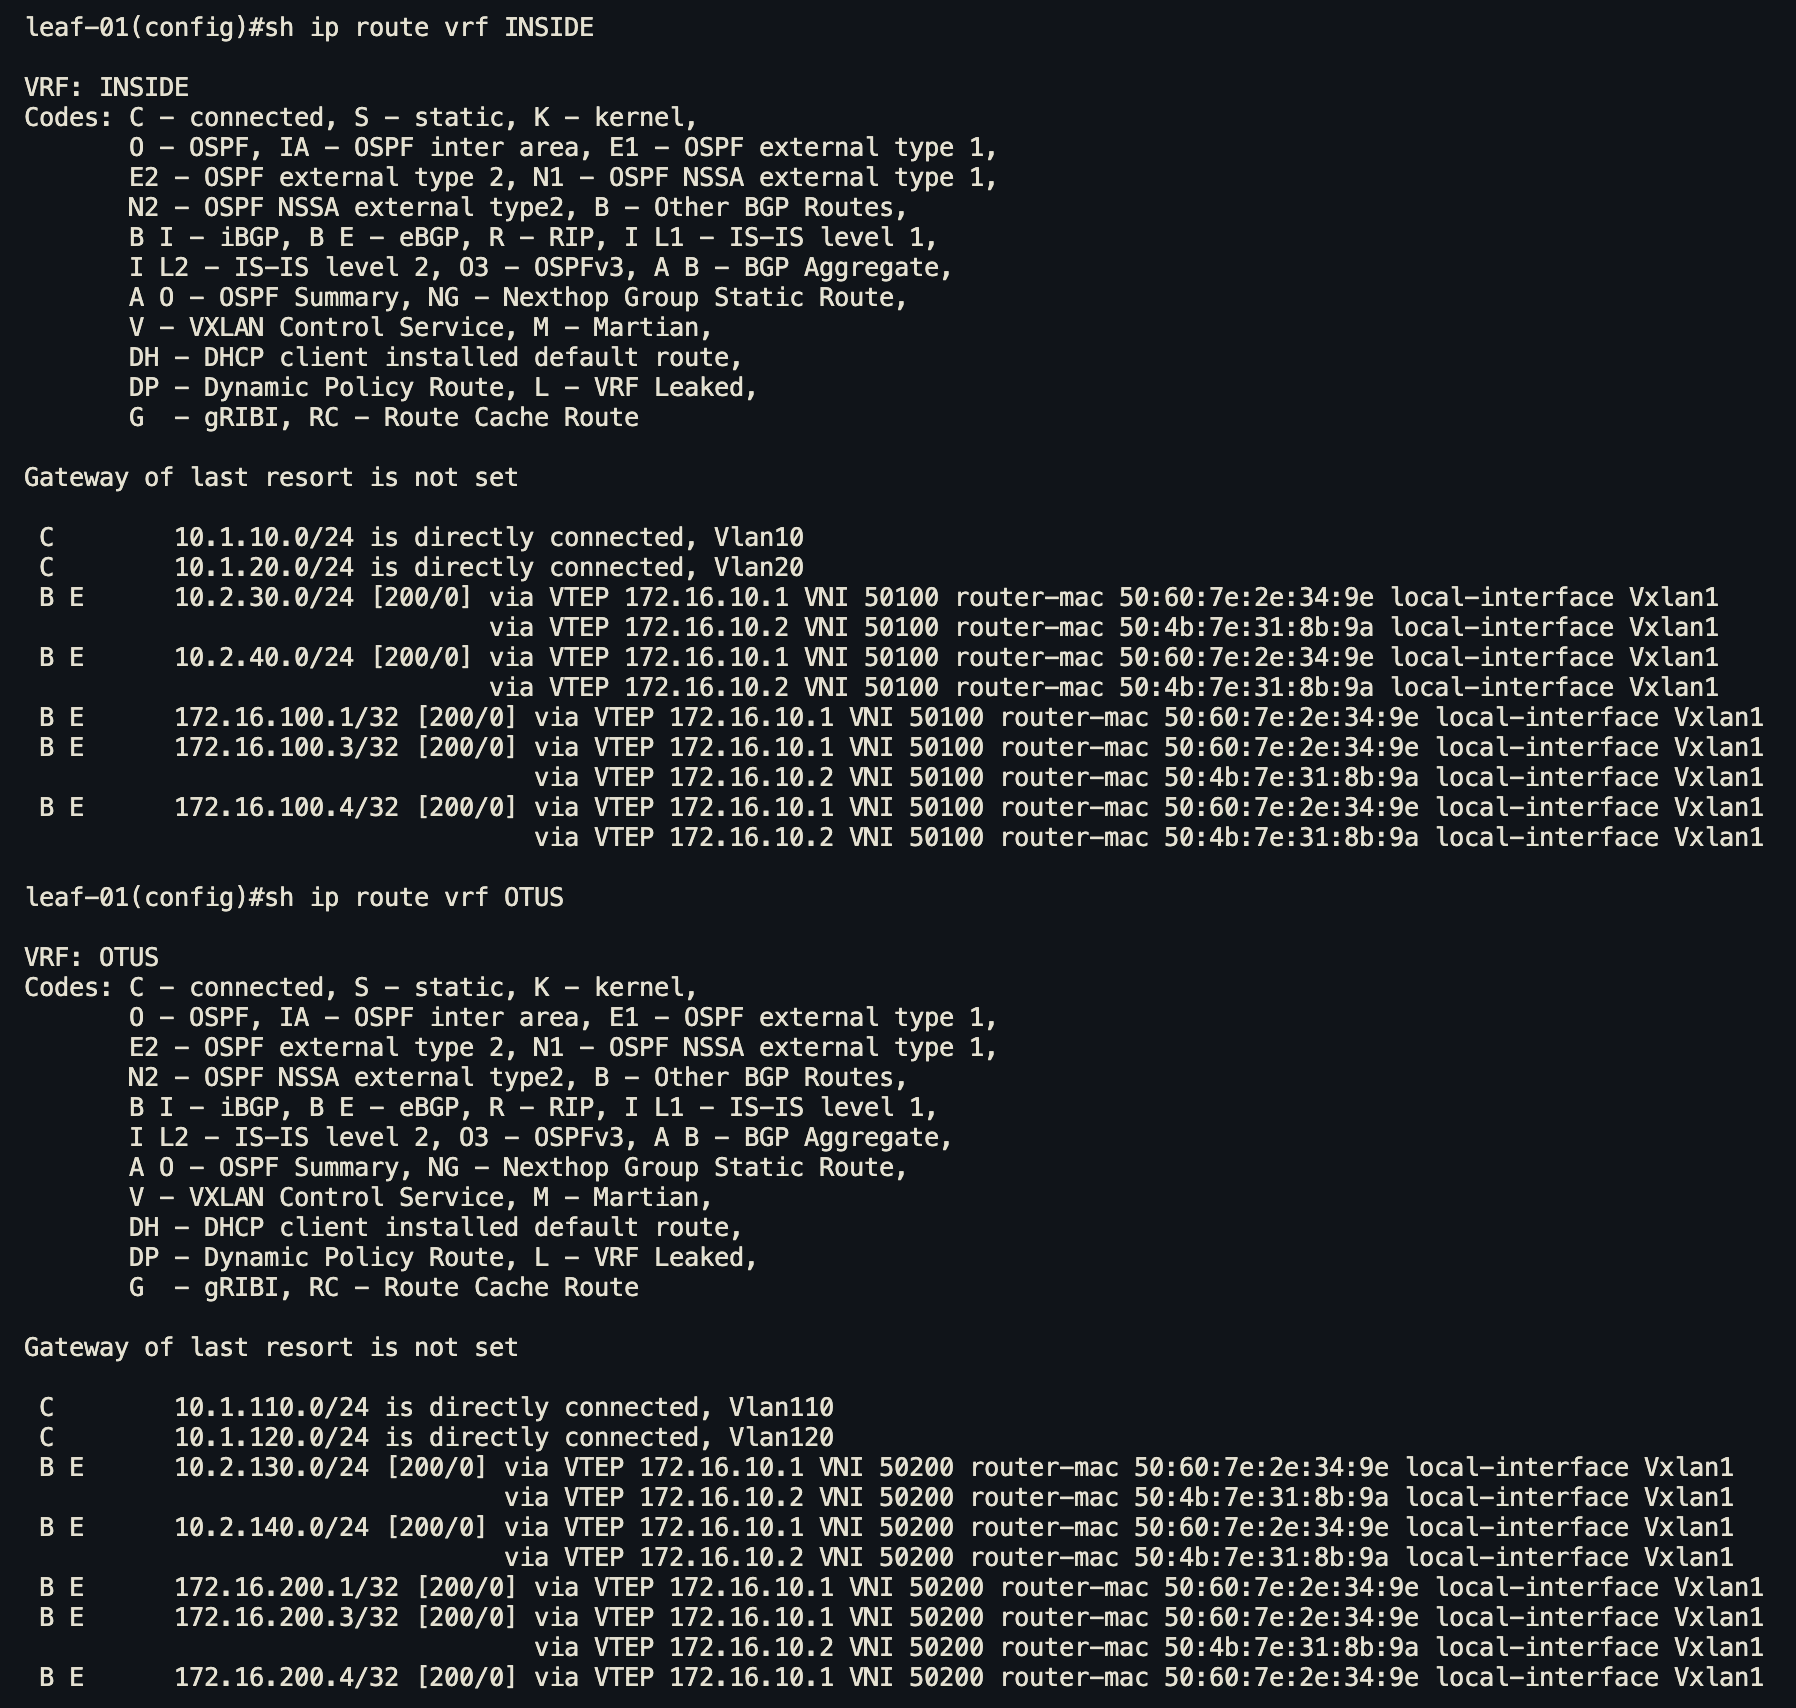 leaf-01(config)#sh ip route vrf INSIDE

VRF: INSIDE
Codes: C - connected, S - static, K - kernel,
       O - OSPF, IA - OSPF inter area, E1 - OSPF external type 1,
       E2 - OSPF external type 2, N1 - OSPF NSSA external type 1,
       N2 - OSPF NSSA external type2, B - Other BGP Routes,
       B I - iBGP, B E - eBGP, R - RIP, I L1 - IS-IS level 1,
       I L2 - IS-IS level 2, O3 - OSPFv3, A B - BGP Aggregate,
       A O - OSPF Summary, NG - Nexthop Group Static Route,
       V - VXLAN Control Service, M - Martian,
       DH - DHCP client installed default route,
       DP - Dynamic Policy Route, L - VRF Leaked,
       G  - gRIBI, RC - Route Cache Route

Gateway of last resort is not set

 C        10.1.10.0/24 is directly connected, Vlan10
 C        10.1.20.0/24 is directly connected, Vlan20
 B E      10.2.30.0/24 [200/0] via VTEP 172.16.10.1 VNI 50100 router-mac 50:60:7e:2e:34:9e local-interface Vxlan1
                               via VTEP 172.16.10.2 VNI 50100 router-mac 50:4b:7e:31:8b:9a local-interface Vxlan1
 B E      10.2.40.0/24 [200/0] via VTEP 172.16.10.1 VNI 50100 router-mac 50:60:7e:2e:34:9e local-interface Vxlan1
                               via VTEP 172.16.10.2 VNI 50100 router-mac 50:4b:7e:31:8b:9a local-interface Vxlan1
 B E      172.16.100.1/32 [200/0] via VTEP 172.16.10.1 VNI 50100 router-mac 50:60:7e:2e:34:9e local-interface Vxlan1
 B E      172.16.100.3/32 [200/0] via VTEP 172.16.10.1 VNI 50100 router-mac 50:60:7e:2e:34:9e local-interface Vxlan1
                                  via VTEP 172.16.10.2 VNI 50100 router-mac 50:4b:7e:31:8b:9a local-interface Vxlan1
 B E      172.16.100.4/32 [200/0] via VTEP 172.16.10.1 VNI 50100 router-mac 50:60:7e:2e:34:9e local-interface Vxlan1
                                  via VTEP 172.16.10.2 VNI 50100 router-mac 50:4b:7e:31:8b:9a local-interface Vxlan1

leaf-01(config)#sh ip route vrf OTUS

VRF: OTUS
Codes: C - connected, S - static, K - kernel,
       O - OSPF, IA - OSPF inter area, E1 - OSPF external type 1,
       E2 - OSPF external type 2, N1 - OSPF NSSA external type 1,
       N2 - OSPF NSSA external type2, B - Other BGP Routes,
       B I - iBGP, B E - eBGP, R - RIP, I L1 - IS-IS level 1,
       I L2 - IS-IS level 2, O3 - OSPFv3, A B - BGP Aggregate,
       A O - OSPF Summary, NG - Nexthop Group Static Route,
       V - VXLAN Control Service, M - Martian,
       DH - DHCP client installed default route,
       DP - Dynamic Policy Route, L - VRF Leaked,
       G  - gRIBI, RC - Route Cache Route

Gateway of last resort is not set

 C        10.1.110.0/24 is directly connected, Vlan110
 C        10.1.120.0/24 is directly connected, Vlan120
 B E      10.2.130.0/24 [200/0] via VTEP 172.16.10.1 VNI 50200 router-mac 50:60:7e:2e:34:9e local-interface Vxlan1
                                via VTEP 172.16.10.2 VNI 50200 router-mac 50:4b:7e:31:8b:9a local-interface Vxlan1
 B E      10.2.140.0/24 [200/0] via VTEP 172.16.10.1 VNI 50200 router-mac 50:60:7e:2e:34:9e local-interface Vxlan1
                                via VTEP 172.16.10.2 VNI 50200 router-mac 50:4b:7e:31:8b:9a local-interface Vxlan1
 B E      172.16.200.1/32 [200/0] via VTEP 172.16.10.1 VNI 50200 router-mac 50:60:7e:2e:34:9e local-interface Vxlan1
 B E      172.16.200.3/32 [200/0] via VTEP 172.16.10.1 VNI 50200 router-mac 50:60:7e:2e:34:9e local-interface Vxlan1
                                  via VTEP 172.16.10.2 VNI 50200 router-mac 50:4b:7e:31:8b:9a local-interface Vxlan1
 B E      172.16.200.4/32 [200/0] via VTEP 172.16.10.1 VNI 50200 router-mac 50:60:7e:2e:34:9e local-interface Vxlan1